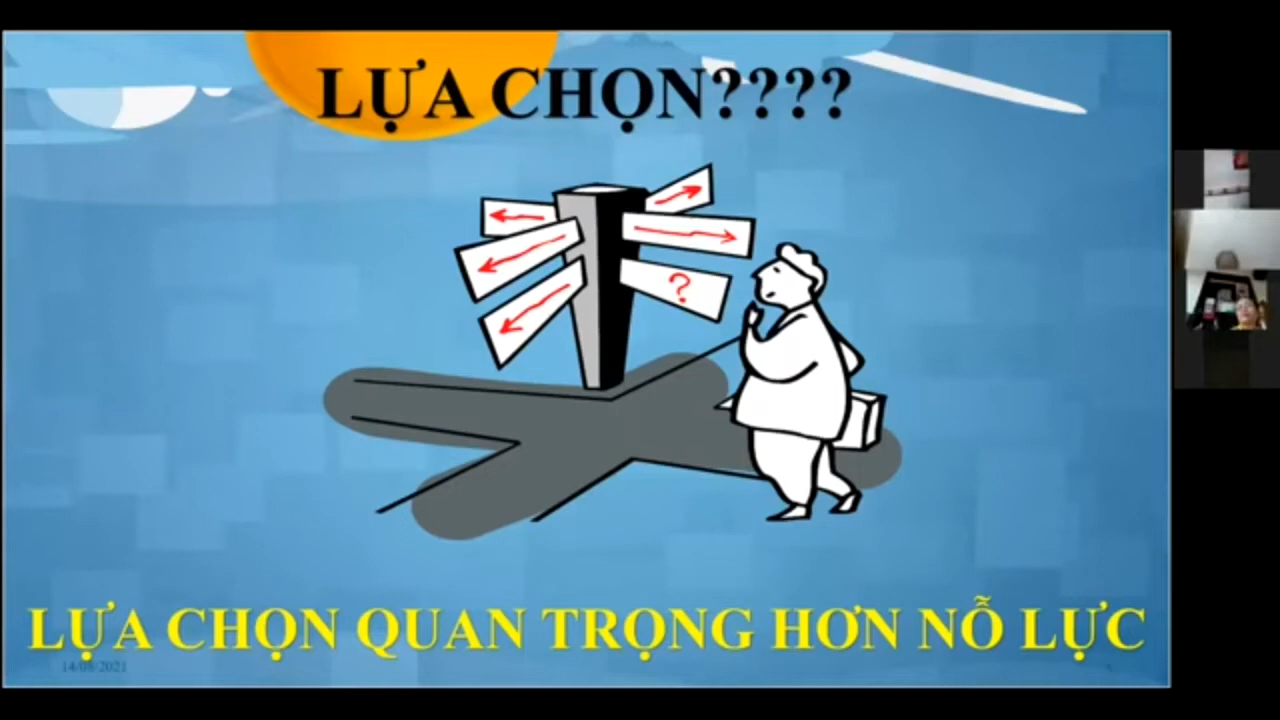 LỰA CHỌN????
?
LỰA CHỌN QUAN TRỌNG HƠN NỖ LỰC